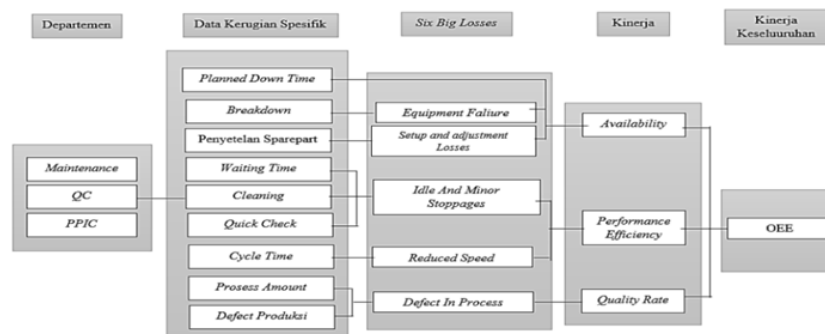 Departemen
Data Kerugian Spesifik
Six Big Losses
Kinerja
Kinerja
Keseluuruhan
Planned Down Time
Breakdown
Penyetelan Sparepart
Waiting Time
Cleaning
Quick Check
Cycle Time
Prosess Amount
Defect Produksi
Maintenance
QC
PPIC
Equipment Faliure
Setup and adjustment
Losses
Idle And Minor
Stoppages
Reduced Speed
Defect In Process
Availability
Performance
Efficiency
Quality Rate
OEE